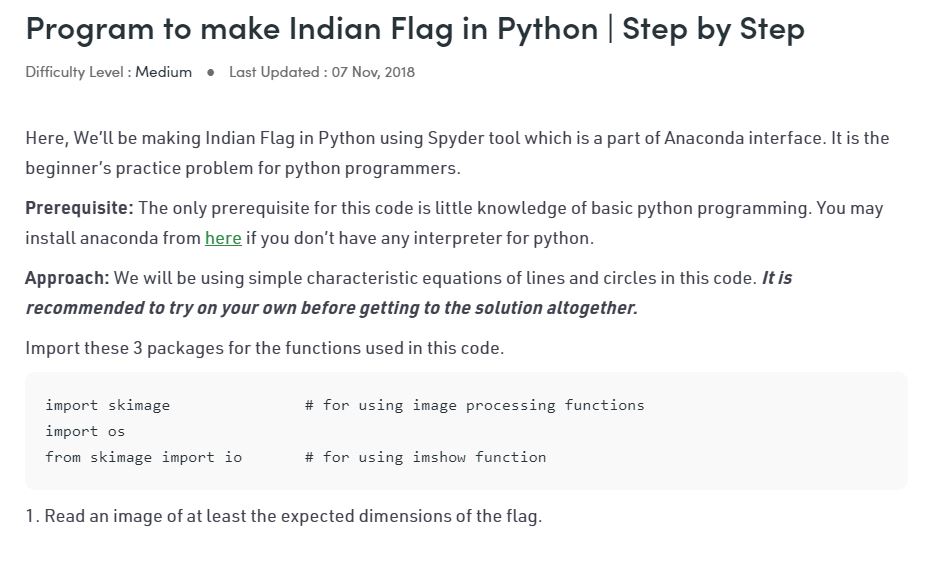 Program to make Indian Flag in Python | Step by Step
Difficulty Level : Medium ● Last Updated : 07 Nov, 2018
Here, We'll be making Indian Flag in Python using Spyder tool which is a part of Anaconda interface. It is the
beginner's practice problem for python programmers.
Prerequisite: The only prerequisite for this code is little knowledge of basic python programming. You may
install anaconda from here if you don't have any interpreter for python.
Approach: We will be using simple characteristic equations of lines and circles in this code. It is
recommended to try on your own before getting to the solution altogether.
Import these 3 packages for the functions used in this code.
import skimage # for using image processing functions
import os
from skimage import io # for using imshow function
1. Read an image of at least the expected dimensions of the flag.